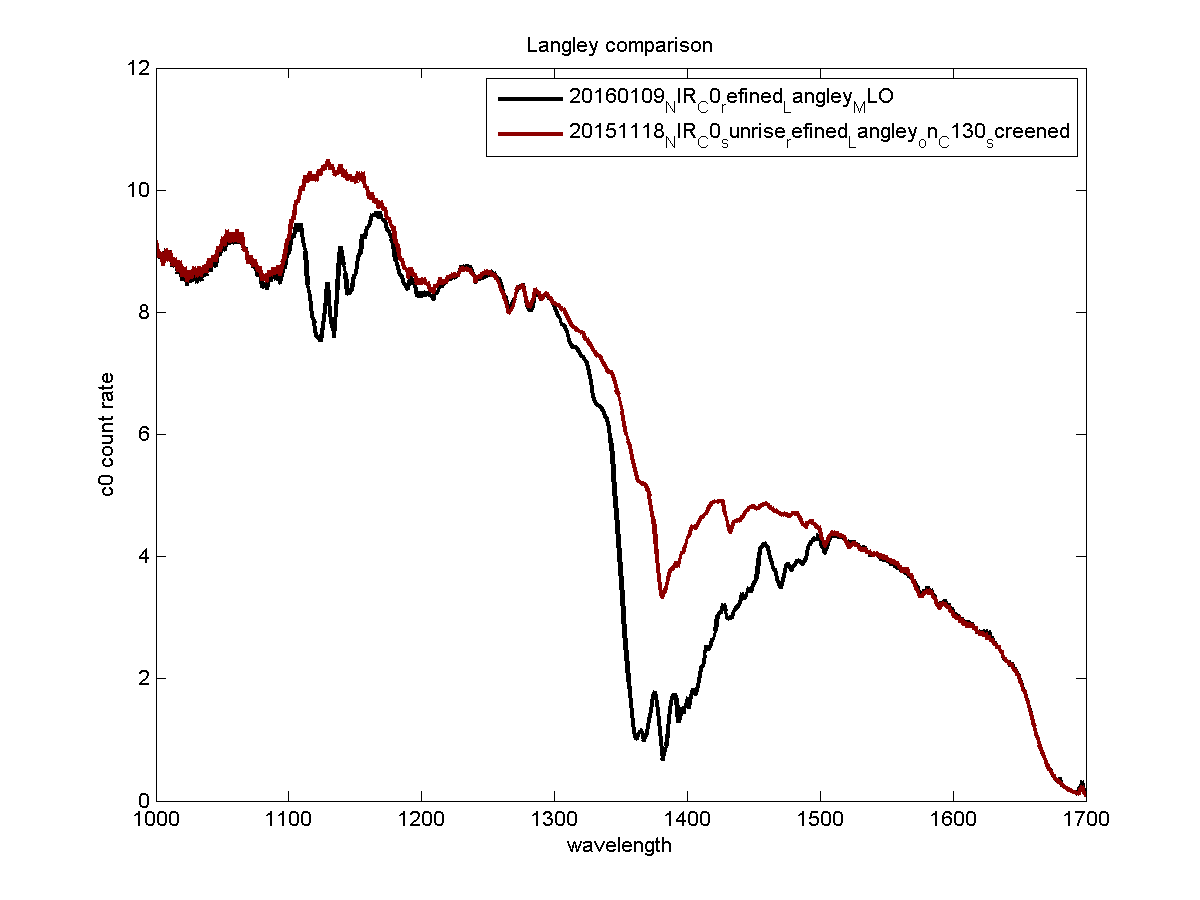 Langley comparison
20160109NIRC0refinedLangleyMLO
20151118NIRC0sunriserefinedLangleyonC130screened
12
10
8
6
4
2
0
c0 count rate
1000 1100 1200 1300 1400 1500 1600 1700
wavelength